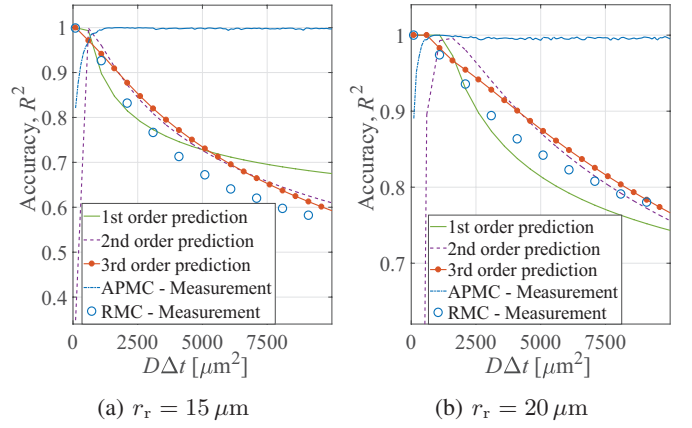 Accuracy, R²
1
0.9
0.8
0.7
0.6
0.5
0.4
1st order prediction
2nd order prediction
3rd order prediction
APMC - Measurement
RMC - Measurement
0 2500 5000 7500
DΔt [μm²]
(a) r_r = 15 μm
Accuracy, R²
1
0.9
0.8
0.7
1st order prediction
2nd order prediction
3rd order prediction
APMC - Measurement
RMC - Measurement
0 2500 5000 7500
DΔt [μm²]
(b) r_r = 20 μm